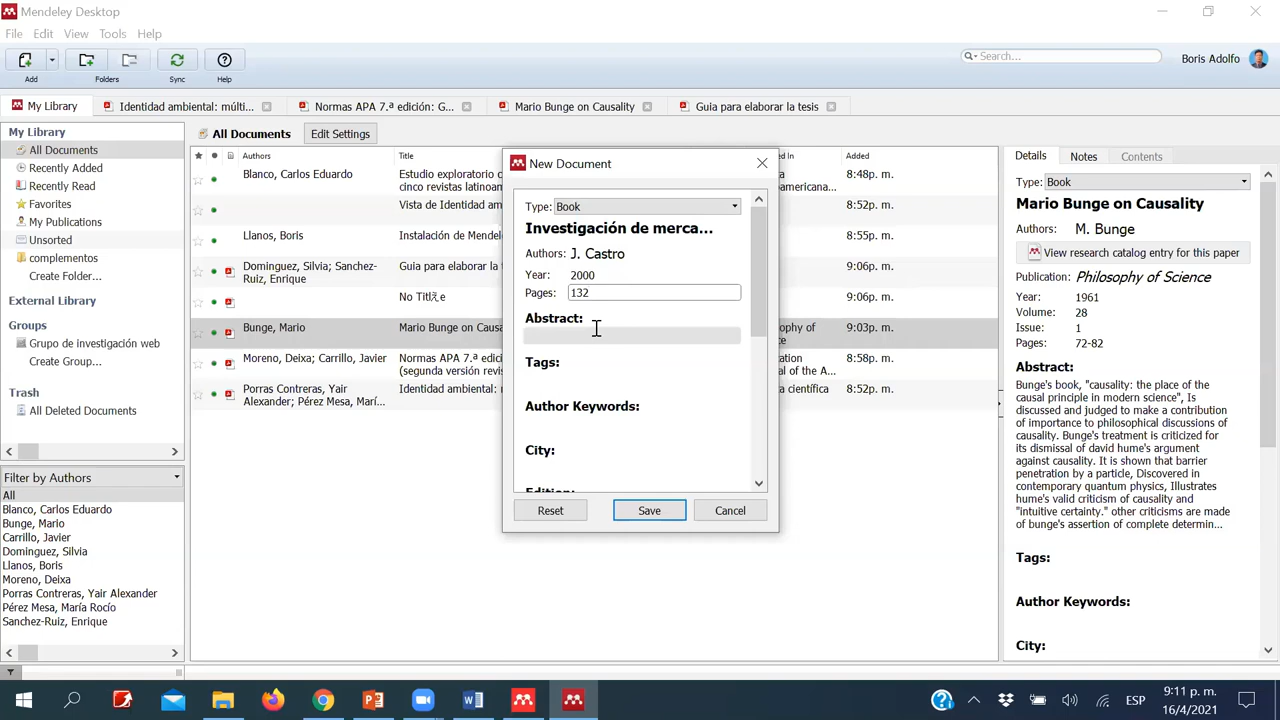 Mendeley Desktop
File Edit View Tools Help
Add Folders Sync Help
Search...
Boris Adolfo
My Library
Identidad ambiental: múlti...
Normas APA 7.ª edición: G...
Mario Bunge on Causality
Guia para elaborar la tesis
My Library
All Documents
Recently Added
Recently Read
Favorites
My Publications
Unsorted
complementos
Create Folder...
External Library
Groups
Grupo de investigación web
Create Group...
Trash
All Deleted Documents
Filter by Authors
All
Blanco, Carlos Eduardo
Bunge, Mario
Carrillo, Javier
Dominguez, Silvia
Llanos, Boris
Moreno, Deixa
Porras Contreras, Yair Alexander
Pérez Mesa, María Rocío
Sanchez-Ruiz, Enrique
All Documents Edit Settings
Authors Title d In Added
Blanco, Carlos Eduardo Estudio exploratorio c americana... 8:48p. m.
cinco revistas latinoam
Vista de Identidad am 8:52p. m.
Llanos, Boris Instalación de Mendel 8:55p. m.
Dominguez, Silvia; Sanchez- Guia para elaborar la t 9:06p. m.
Ruiz, Enrique
No Titl 9:06p. m.
Bunge, Mario Mario Bunge on Causa ophy of 9:03p. m.
ce
Moreno, Deixa; Carrillo, Javier Normas APA 7.ª edició ation 8:58p. m.
(segunda versión revis al of the A...
Porras Contreras, Yair Identidad ambiental: r a científica 8:52p. m.
Alexander; Pérez Mesa, Marí...
New Document
Type: Book
Investigación de merca...
Authors: J. Castro
Year: 2000
Pages: 132
Abstract:
Tags:
Author Keywords:
City:
Edition:
Reset Save Cancel
Details Notes Contents
Type: Book
Mario Bunge on Causality
Authors: M. Bunge
View research catalog entry for this paper
Publication: Philosophy of Science
Year: 1961
Volume: 28
Issue: 1
Pages: 72-82
Abstract:
Bunge's book, "causality: the place of the
causal principle in modern science", Is
discussed and judged to make a contribution
of importance to philosophical discussions of
causality. Bunge's treatment is criticized for
its dismissal of david hume's argument
against causality. It is shown that barrier
penetration by a particle, Discovered in
contemporary quantum physics, Illustrates
hume's valid criticism of causality and
"intuitive certainty." other criticisms are made
of bunge's assertion of complete determin...
Tags:
Author Keywords:
City:
ESP
9:11 p. m.
16/4/2021